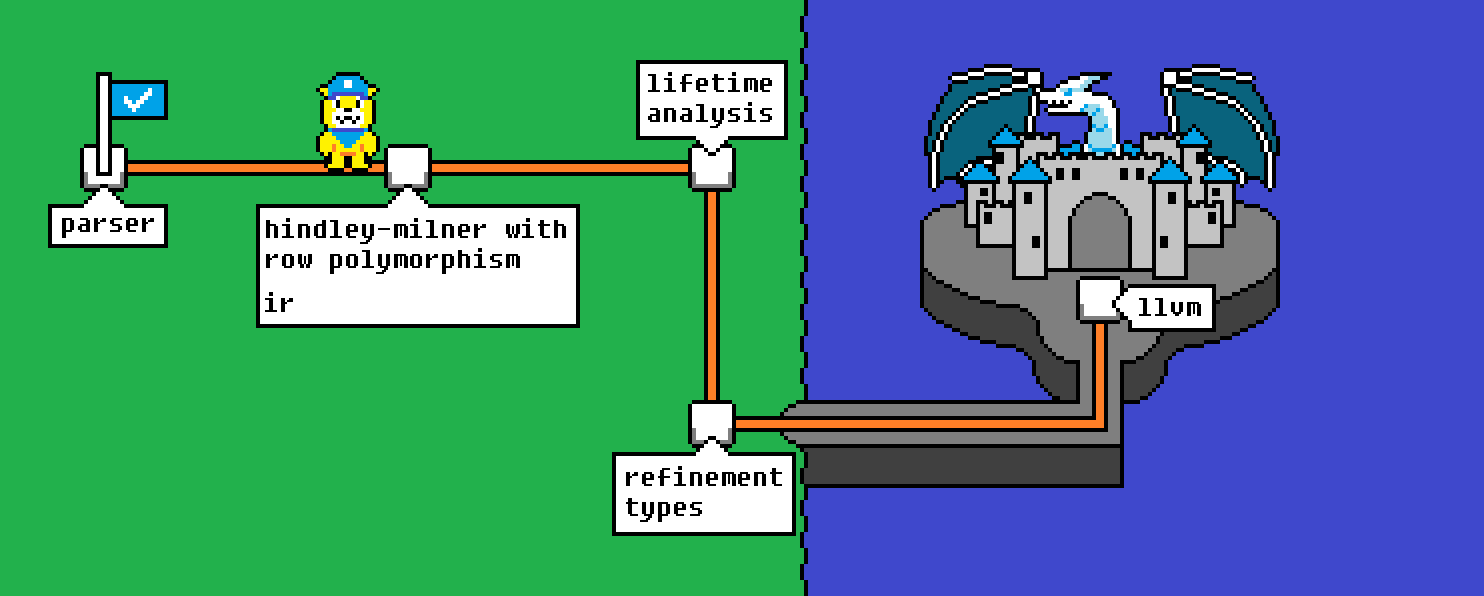 parser
hindley-milner with
row polymorphism
ir
lifetime
analysis
refinement
types
llvm